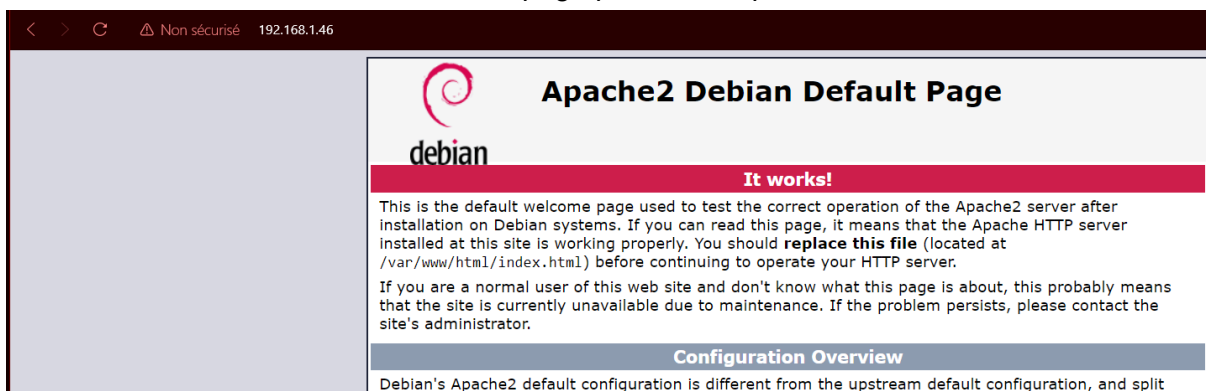 Non sécurisé 192.168.1.46
debian
Apache2 Debian Default Page
It works!
This is the default welcome page used to test the correct operation of the Apache2 server after
installation on Debian systems. If you can read this page, it means that the Apache HTTP server
installed at this site is working properly. You should replace this file (located at
/var/www/html/index.html) before continuing to operate your HTTP server.
If you are a normal user of this web site and don't know what this page is about, this probably means
that the site is currently unavailable due to maintenance. If the problem persists, please contact the
site's administrator.
Configuration Overview
Debian's Apache2 default configuration is different from the upstream default configuration, and split